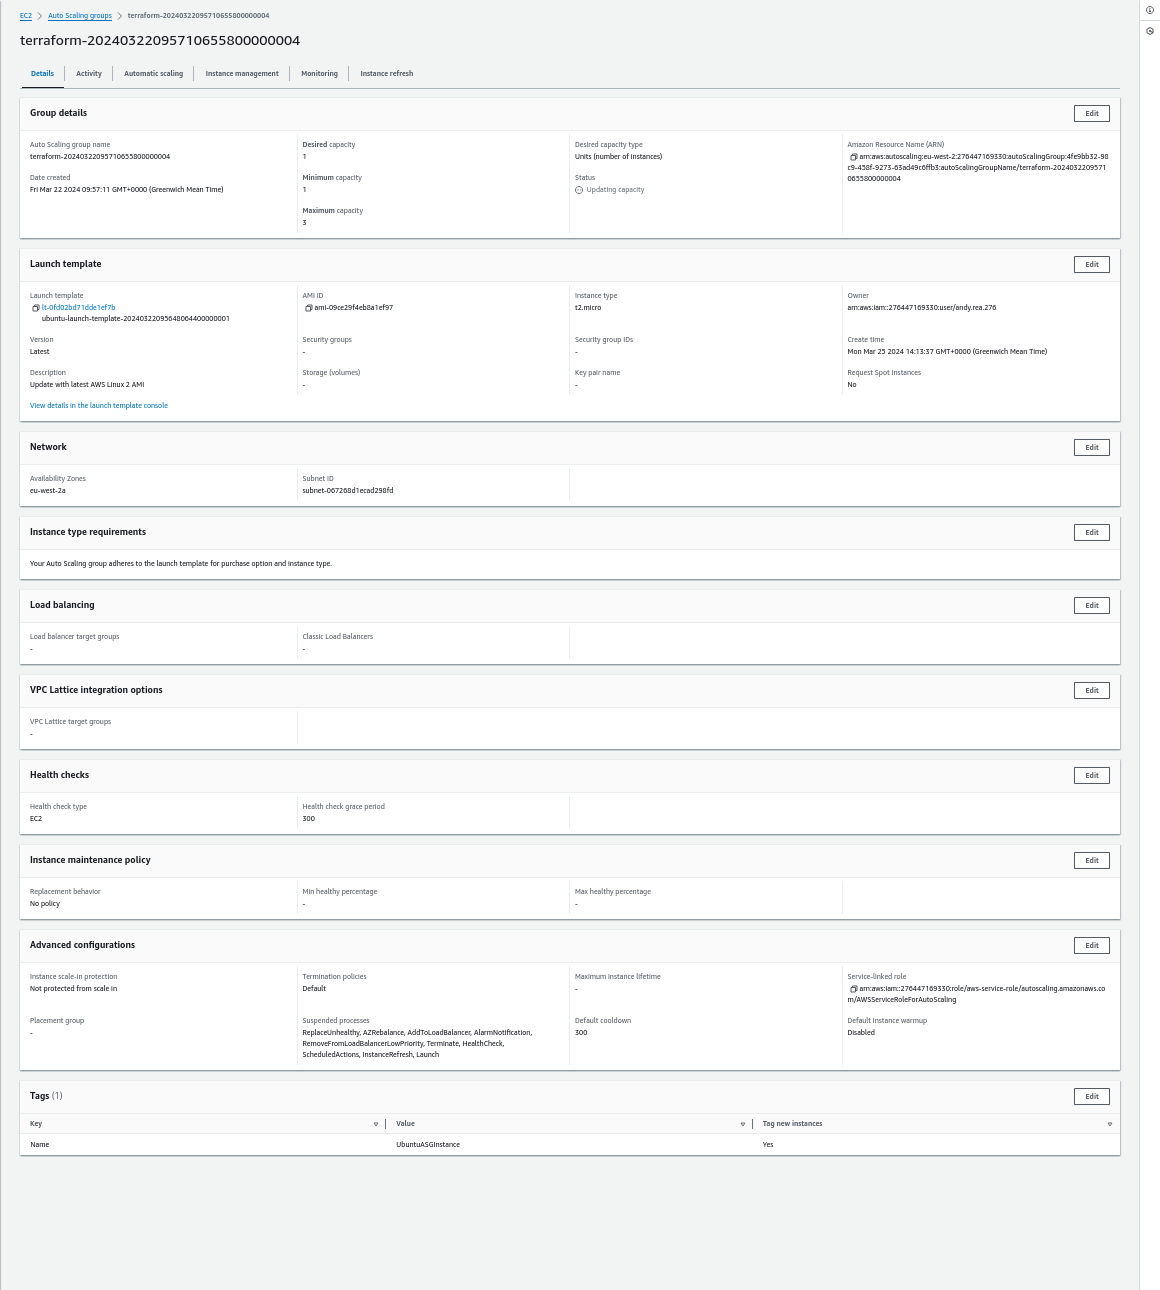 EC2 > Auto Scaling groups > terraform-20240322095710655800000004
terraform-20240322095710655800000004
Details Activity Automatic scaling Instance management Monitoring Instance refresh
Group details Edit
Auto Scaling group name
terraform-20240322095710655800000004
Date created
Fri Mar 22 2024 09:57:11 GMT+0000 (Greenwich Mean Time)
Desired capacity
1
Minimum capacity
1
Maximum capacity
3
Desired capacity type
Units (number of instances)
Status
Updating capacity
Amazon Resource Name (ARN)
arn:aws:autoscaling:eu-west-2:276447169330:autoScalingGroup:4fe9bb32-98
c9-458f-9273-63ad49c6ffb3:autoScalingGroupName/terraform-2024032209571
0655800000004
Launch template Edit
Launch template
lt-0fd02bd71dde1ef7b
ubuntu-launch-template-20240322095648064400000001
Version
Latest
Description
Update with latest AWS Linux 2 AMI
View details in the launch template console
AMI ID
ami-09ce29f4eb8a1ef97
Security groups
-
Storage (volumes)
-
Instance type
t2.micro
Security group IDs
-
Key pair name
-
Owner
arn:aws:iam::276447169330:user/andy.rea.276
Create time
Mon Mar 25 2024 14:13:37 GMT+0000 (Greenwich Mean Time)
Request Spot Instances
No
Network Edit
Availability Zones
eu-west-2a
Subnet ID
subnet-067268d1ecad298fd
Instance type requirements Edit
Your Auto Scaling group adheres to the launch template for purchase option and instance type.
Load balancing Edit
Load balancer target groups
-
Classic Load Balancers
-
VPC Lattice integration options Edit
VPC Lattice target groups
-
Health checks Edit
Health check type
EC2
Health check grace period
300
Instance maintenance policy Edit
Replacement behavior
No policy
Min healthy percentage
-
Max healthy percentage
-
Advanced configurations Edit
Instance scale-in protection
Not protected from scale in
Placement group
-
Termination policies
Default
Suspended processes
ReplaceUnhealthy, AZRebalance, AddToLoadBalancer, AlarmNotification,
RemoveFromLoadBalancerLowPriority, Terminate, HealthCheck,
ScheduledActions, InstanceRefresh, Launch
Maximum instance lifetime
-
Default cooldown
300
Service-linked role
arn:aws:iam::276447169330:role/aws-service-role/autoscaling.amazonaws.co
m/AWSServiceRoleForAutoScaling
Default instance warmup
Disabled
Tags (1) Edit
Key Value Tag new instances
Name UbuntuASGInstance Yes